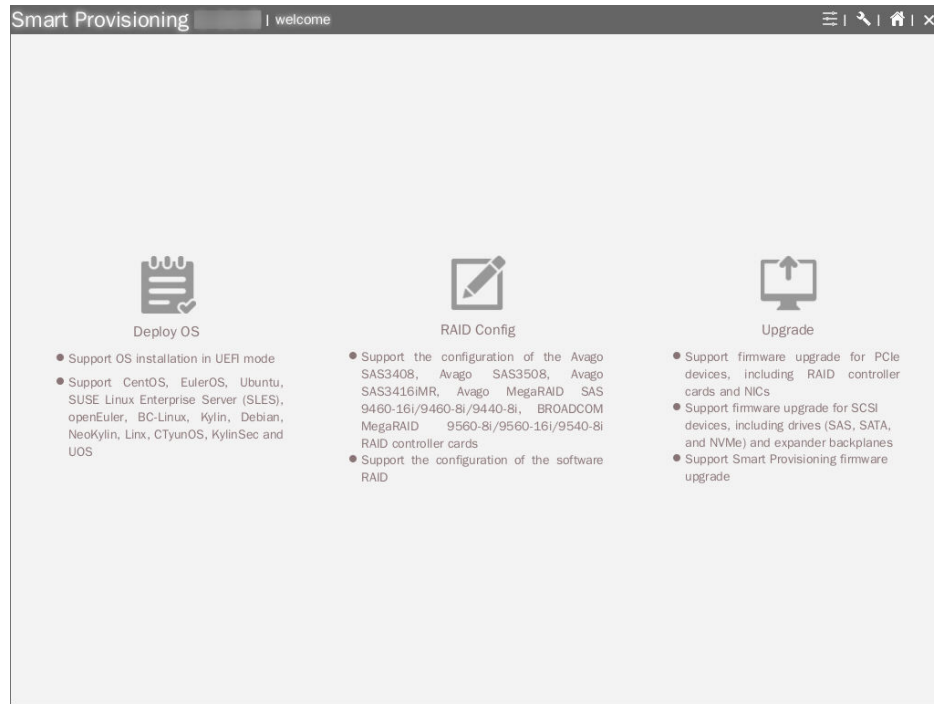 Smart Provisioning | welcome
Deploy OS
Support OS installation in UEFI mode
Support CentOS, EulerOS, Ubuntu,
SUSE Linux Enterprise Server (SLES),
openEuler, BC-Linux, Kylin, Debian,
NeoKylin, Linx, CTyunOS, KylinSec and
UOS
RAID Config
Support the configuration of the Avago
SAS3408, Avago SAS3508, Avago
SAS3416iMR, Avago MegaRAID SAS
9460-16i/9460-8i/9440-8i, BROADCOM
MegaRAID 9560-8i/9560-16i/9540-8i
RAID controller cards
Support the configuration of the software
RAID
Upgrade
Support firmware upgrade for PCIe
devices, including RAID controller
cards and NICs
Support firmware upgrade for SCSI
devices, including drives (SAS, SATA,
and NVMe) and expander backplanes
Support Smart Provisioning firmware
upgrade